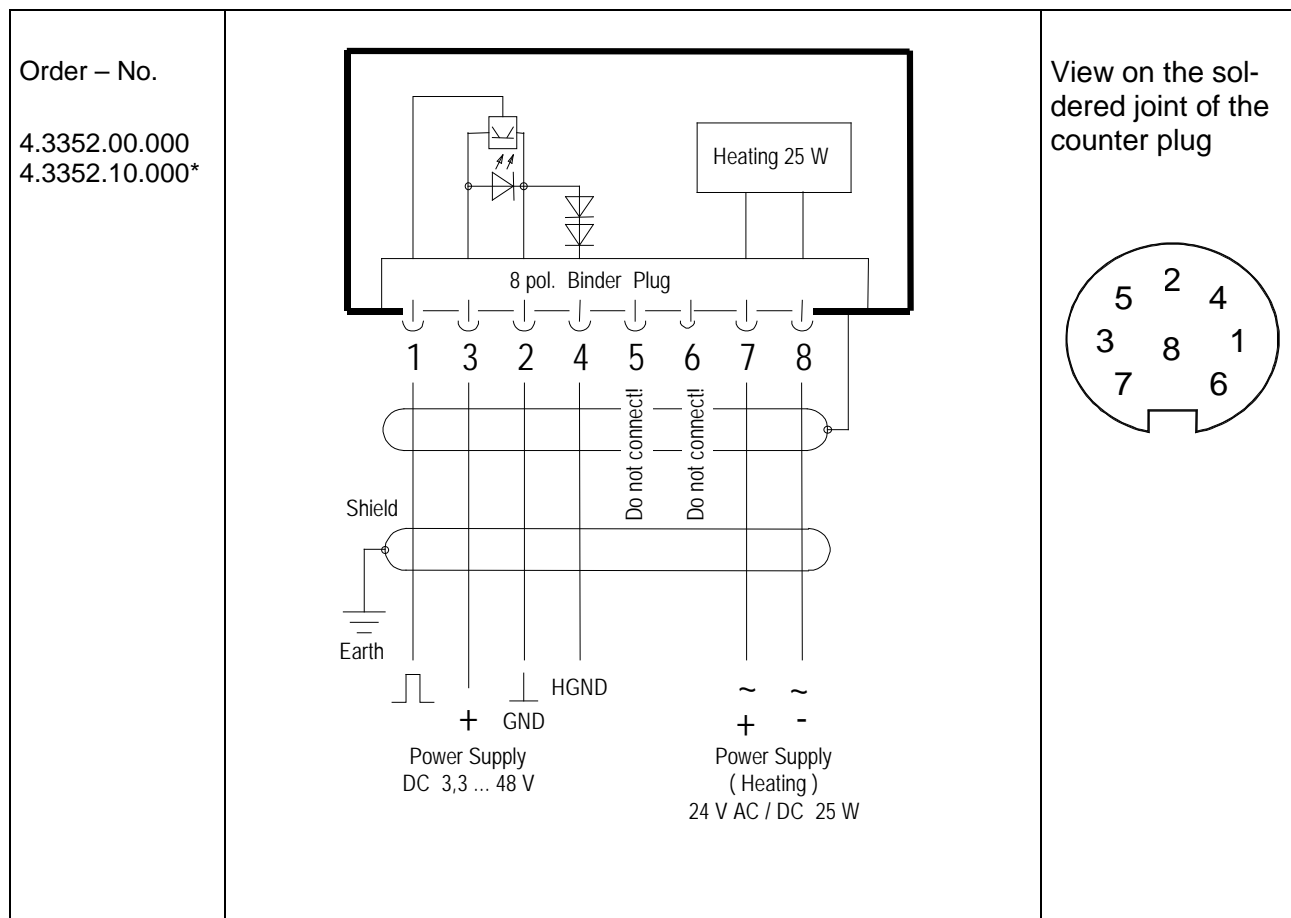 Order – No.
4.3352.00.000
4.3352.10.000*
Heating 25 W
8 pol. Binder Plug
1 3 2 4 5 6 7 8
Do not connect!
Do not connect!
Shield
Earth
HGND
+ GND
Power Supply
DC 3,3 ... 48 V
~ ~
+ -
Power Supply
( Heating )
24 V AC / DC 25 W
View on the sol-
dered joint of the
counter plug
5 2 4
3 8 1
7 6